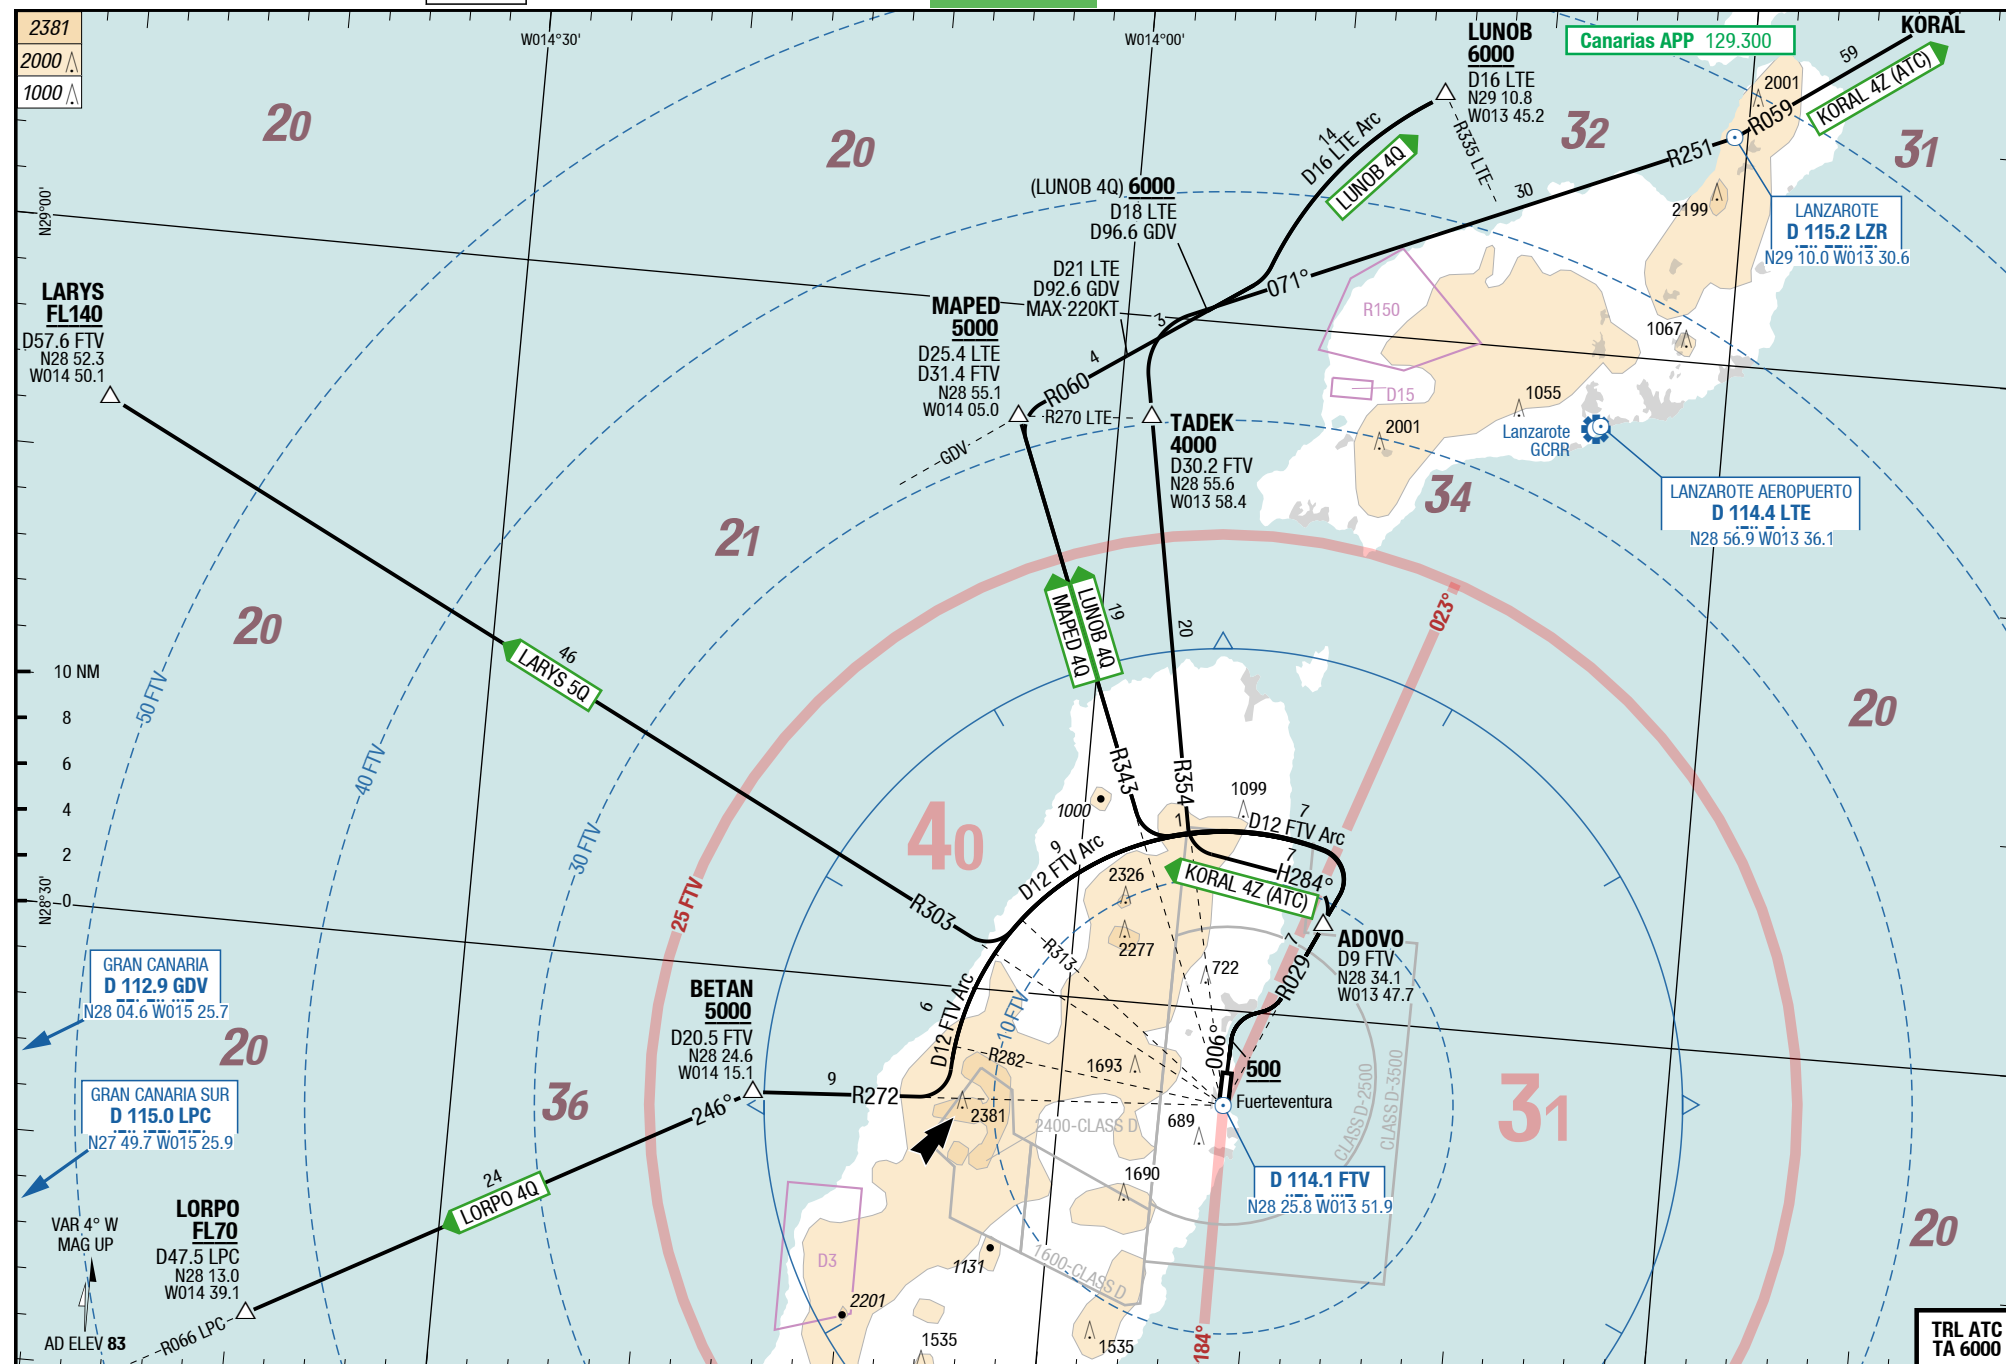 2381
2000
1000
W014°30'
W014°00'
LUNOB
6000
D16 LTE
N29 10.8
W013 45.2
Canarias APP 129.300
KORAL
59
KORAL 4Z (ATC)
2001
R059
R251
30
20
20
32
31
14
D16 LTE Arc
R335 LTE
LUNOB 4Q
(LUNOB 4Q) 6000
D18 LTE
D96.6 GDV
D21 LTE
D92.6 GDV
MAX-220KT
2199
LANZAROTE
D 115.2 LZR
N29 10.0 W013 30.6
N29°00'
LARYS
FL140
D57.6 FTV
N28 52.3
W014 50.1
MAPED
5000
D25.4 LTE
D31.4 FTV
N28 55.1
W014 05.0
071°
3
4
R060
R270 LTE
GDV
R150
1067
D15
1055
2001
TADEK
4000
D30.2 FTV
N28 55.6
W013 58.4
Lanzarote
GCRR
34
LANZAROTE AEROPUERTO
D 114.4 LTE
N28 56.9 W013 36.1
21
20
023°
MAPED 4Q
LUNOB 4Q
19
20
46
LARYS 5Q
10 NM
8
6
4
2
0
N28°30'
50 FTV
40 FTV
30 FTV
25 FTV
20
R343
R354
1000
1099
40
9
D12 FTV Arc
1
7
D12 FTV Arc
7
H284°
KORAL 4Z (ATC)
2326
2277
R303
R313
722
7
R029
ADOVO
D9 FTV
N28 34.1
W013 47.7
GRAN CANARIA
D 112.9 GDV
N28 04.6 W015 25.7
20
BETAN
5000
D20.5 FTV
N28 24.6
W014 15.1
6
D12 FTV Arc
10 FTV
R282
1693
006°
500
Fuerteventura
CLASS D-2500
CLASS D-3500
36
9
R272
246°
2381
2400-CLASS D
689
31
GRAN CANARIA SUR
D 115.0 LPC
N27 49.7 W015 25.9
24
LORPO 4Q
1690
D 114.1 FTV
N28 25.8 W013 51.9
LORPO
FL70
D47.5 LPC
N28 13.0
W014 39.1
VAR 4° W
MAG UP
AD ELEV 83
R066 LPC
D3
1131
1600-CLASS D
2201
1535
1535
184°
20
TRL ATC
TA 6000